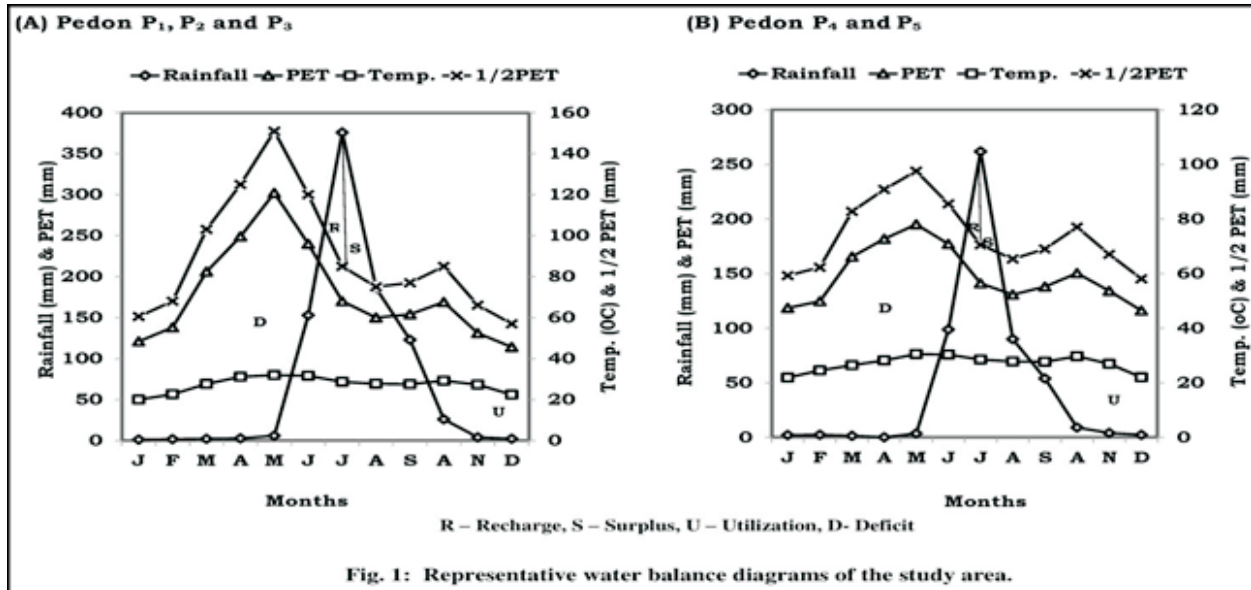 (A) Pedon P₁, P₂ and P₃
Rainfall PET Temp. 1/2PET
Rainfall (mm) & PET (mm)
400
350
300
250
200
150
100
50
0
160
140
120
100
80
60
40
20
0
Temp. (0C) & 1/2 PET (mm)
R
S
D
U
J F M A M J J A S A N D
Months
(B) Pedon P₄ and P₅
Rainfall PET Temp. 1/2PET
Rainfall (mm) & PET (mm)
300
250
200
150
100
50
0
120
100
80
60
40
20
0
Temp. (oC) & 1/2 PET (mm)
R
S
D
U
J F M A M J J A S A N D
Months
R – Recharge, S – Surplus, U – Utilization, D- Deficit
Fig. 1: Representative water balance diagrams of the study area.